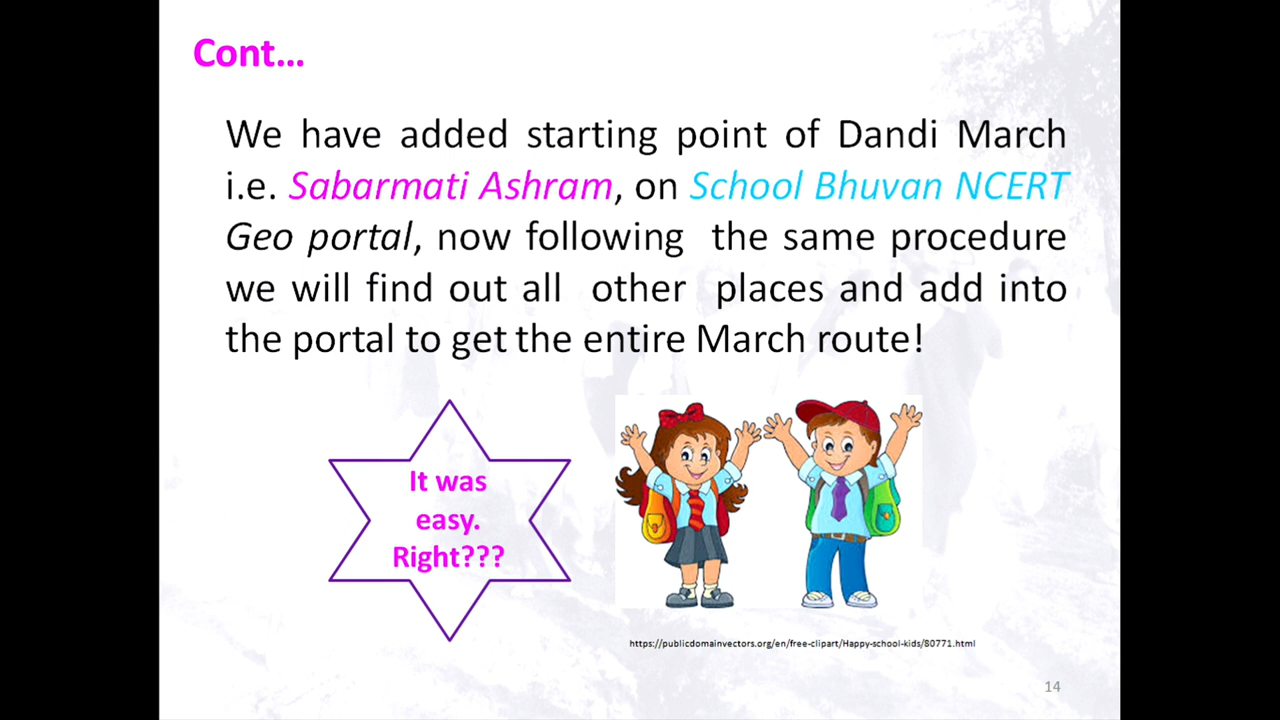 Cont…
We have added starting point of Dandi March
i.e. Sabarmati Ashram, on School Bhuvan NCERT
Geo portal, now following the same procedure
we will find out all other places and add into
the portal to get the entire March route!
It was
easy.
Right???
https://publicdomainvectors.org/en/free-clipart/Happy-school-kids/80771.html
14